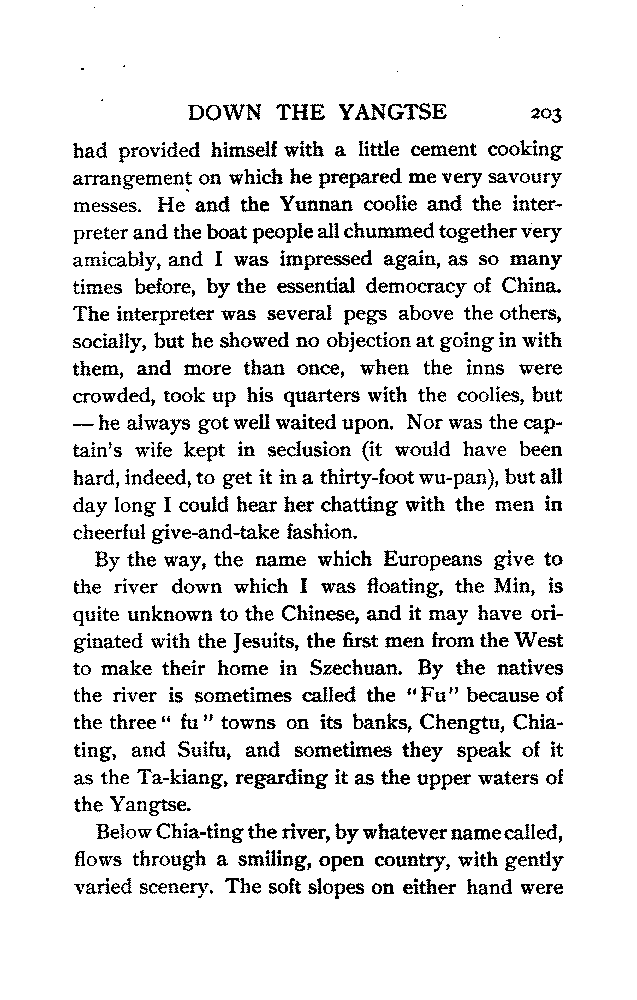 DOWN THE YANGTSE 203
had provided himself with a little cement cooking
arrangement on which he prepared me very savoury
messes. He and the Yunnan coolie and the inter-
preter and the boat people all chummed together very
amicably, and I was impressed again, as so many
times before, by the essential democracy of China.
The interpreter was several pegs above the others,
socially, but he showed no objection at going in with
them, and more than once, when the inns were
crowded, took up his quarters with the coolies, but
— he always got well waited upon. Nor was the cap-
tain's wife kept in seclusion (it would have been
hard, indeed, to get it in a thirty-foot wu-pan), but all
day long I could hear her chatting with the men in
cheerful give-and-take fashion.
By the way, the name which Europeans give to
the river down which I was floating, the Min, is
quite unknown to the Chinese, and it may have ori-
ginated with the Jesuits, the first men from the West
to make their home in Szechuan. By the natives
the river is sometimes called the "Fu" because of
the three "fu" towns on its banks, Chengtu, Chia-
ting, and Suifu, and sometimes they speak of it
as the Ta-kiang, regarding it as the upper waters of
the Yangtse.
Below Chia-ting the river, by whatever name called,
flows through a smiling, open country, with gently
varied scenery. The soft slopes on either hand were